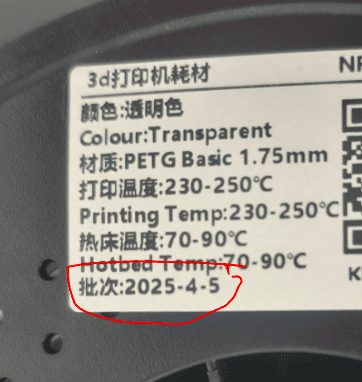 3d打印机耗材
颜色:透明色
Colour:Transparent
材质:PETG Basic 1.75mm
打印温度:230-250℃
Printing Temp:230-250℃
热床温度:70-90℃
Hotbed Temp:70-90℃
批次:2025-4-5